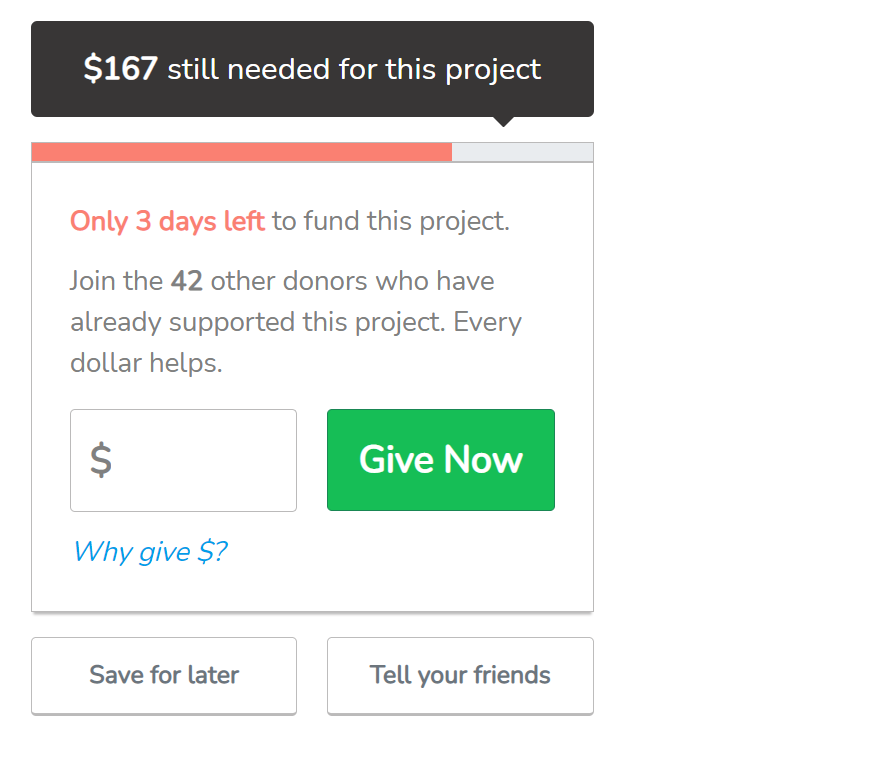 $167 still needed for this project
Only 3 days left to fund this project.
Join the 42 other donors who have
already supported this project. Every
dollar helps.
$
Give Now
Why give $?
Save for later
Tell your friends